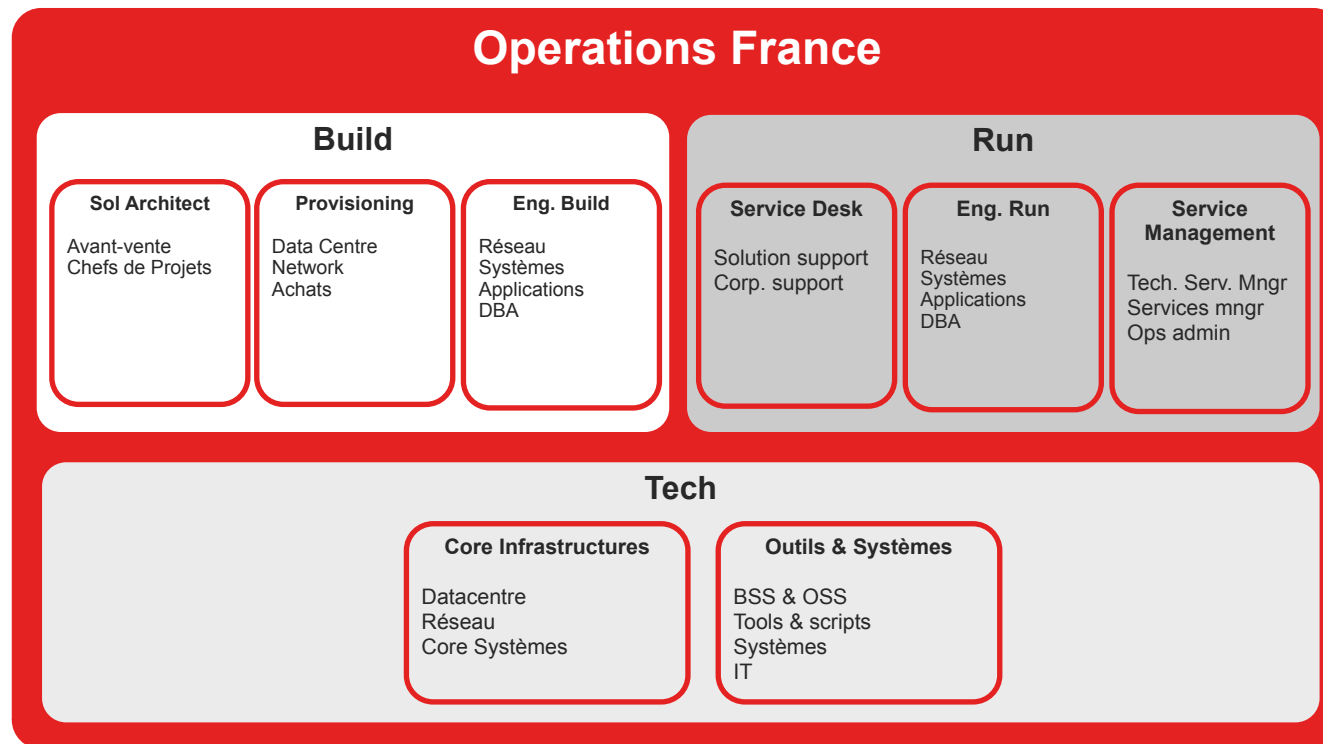 Operations France
Build
Sol Architect
Avant-vente
Chefs de Projets
Provisioning
Data Centre
Network
Achats
Eng. Build
Réseau
Systèmes
Applications
DBA
Run
Service Desk
Solution support
Corp. support
Eng. Run
Réseau
Systèmes
Applications
DBA
Service
Management
Tech. Serv. Mngr
Services mngr
Ops admin
Tech
Core Infrastructures
Datacentre
Réseau
Core Systèmes
Outils & Systèmes
BSS & OSS
Tools & scripts
Systèmes
IT